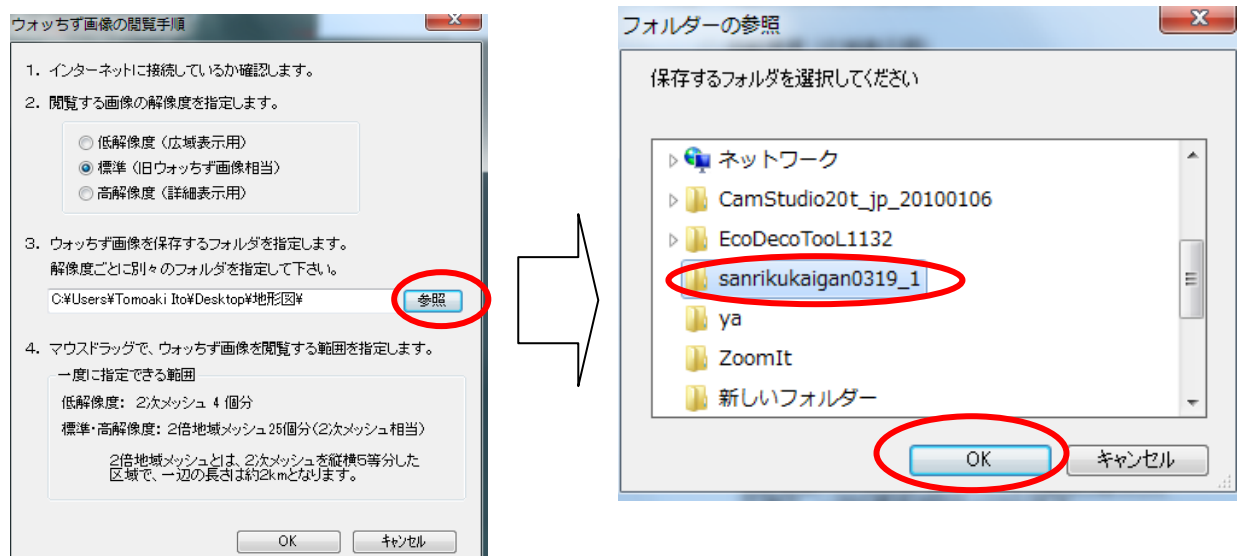 ウォッちず画像の閲覧手順
1. インターネットに接続しているか確認します。
2. 閲覧する画像の解像度を指定します。
低解像度（広域表示用）
標準（旧ウォッちず画像相当）
高解像度（詳細表示用）
3. ウォッちず画像を保存するフォルダを指定します。
解像度ごとに別々のフォルダを指定して下さい。
C:¥Users¥Tomoaki Ito¥Desktop¥地形図¥
参照
4. マウスドラッグで、ウォッちず画像を閲覧する範囲を指定します。
一度に指定できる範囲
低解像度： 2次メッシュ 4 個分
標準・高解像度： 2倍地域メッシュ25個分（2次メッシュ相当）
2倍地域メッシュとは、2次メッシュを縦横5等分した
区域で、一辺の長さは約2kmとなります。
OK
キャンセル
フォルダーの参照
保存するフォルダを選択してください
ネットワーク
CamStudio20t_jp_20100106
EcoDecoTooL1132
sanrikukaigan0319_1
ya
ZoomIt
新しいフォルダー
OK
キャンセル